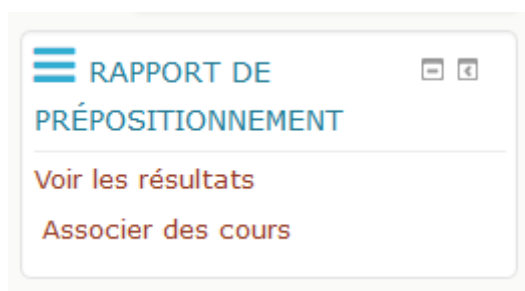 RAPPORT DE
PRÉPOSITIONNEMENT
Voir les résultats
Associer des cours